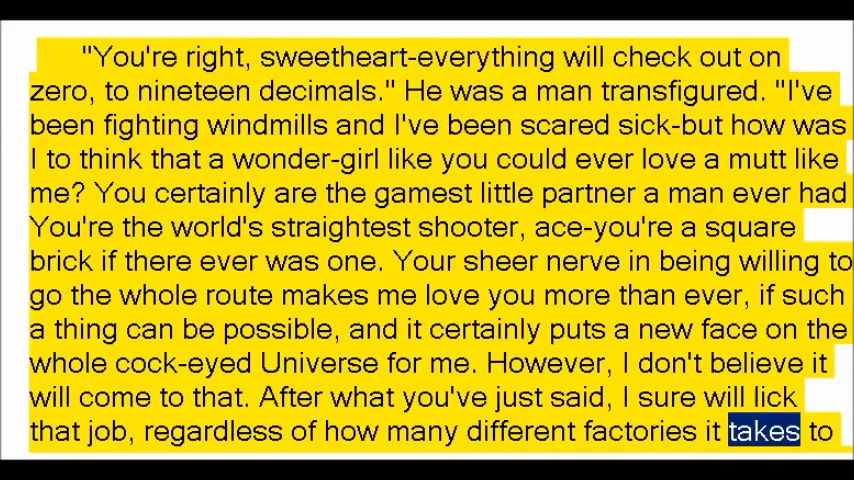 "You're right, sweetheart-everything will check out on
zero, to nineteen decimals." He was a man transfigured. "I've
been fighting windmills and I've been scared sick-but how was
I to think that a wonder-girl like you could ever love a mutt like
me? You certainly are the gamest little partner a man ever had
You're the world's straightest shooter, ace-you're a square
brick if there ever was one. Your sheer nerve in being willing to
go the whole route makes me love you more than ever, if such
a thing can be possible, and it certainly puts a new face on the
whole cock-eyed Universe for me. However, I don't believe it
will come to that. After what you've just said, I sure will lick
that job, regardless of how many different factories it takes to